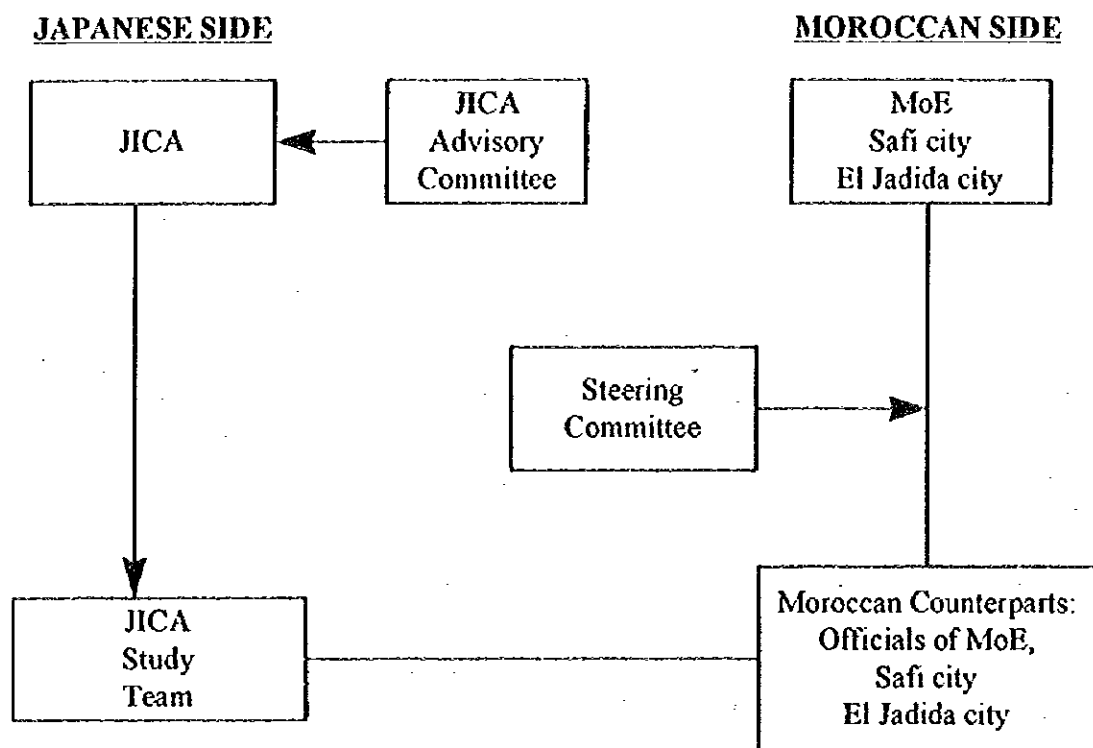 JAPANESE SIDE
MOROCCAN SIDE
JICA
JICA
Advisory
Committee
MoE
Safi city
El Jadida city
Steering
Committee
JICA
Study
Team
Moroccan Counterparts:
Officials of MoE,
Safi city
El Jadida city